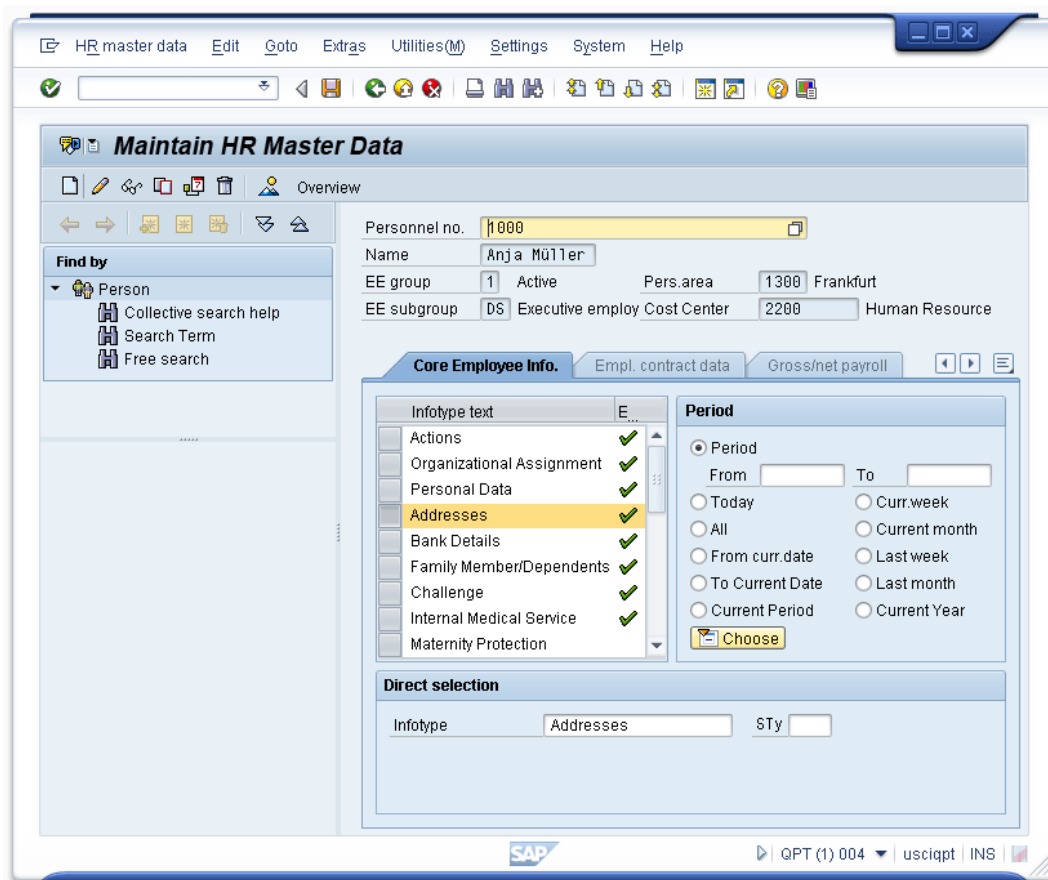 HR master data Edit Goto Extras Utilities(M) Settings System Help
Maintain HR Master Data
Overview
Find by
Person
Collective search help
Search Term
Free search
Personnel no. 1000
Name Anja Müller
EE group 1 Active Pers.area 1300 Frankfurt
EE subgroup DS Executive employ Cost Center 2200 Human Resource
Core Employee Info. Empl. contract data Gross/net payroll
Infotype text E...
Actions
Organizational Assignment
Personal Data
Addresses
Bank Details
Family Member/Dependents
Challenge
Internal Medical Service
Maternity Protection
Period
Period
From To
Today Curr.week
All Current month
From curr.date Last week
To Current Date Last month
Current Period Current Year
Choose
Direct selection
Infotype Addresses STy
SAP QPT (1) 004 usciqpt INS